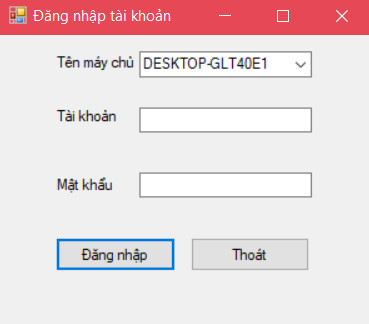 Đăng nhập tài khoản
Tên máy chủ DESKTOP-GLT40E1
Tài khoản
Mật khẩu
Đăng nhập Thoát